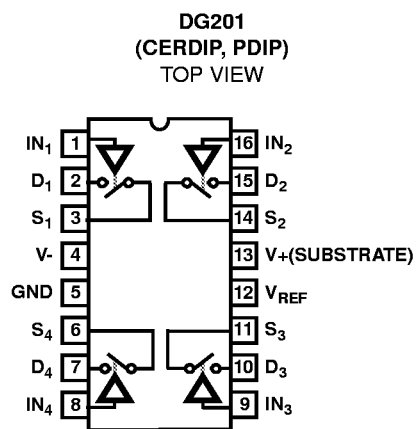 DG201
(CERDIP, PDIP)
TOP VIEW
IN1 1 16 IN2
D1 2 15 D2
S1 3 14 S2
V- 4 13 V+(SUBSTRATE)
GND 5 12 VREF
S4 6 11 S3
D4 7 10 D3
IN4 8 9 IN3